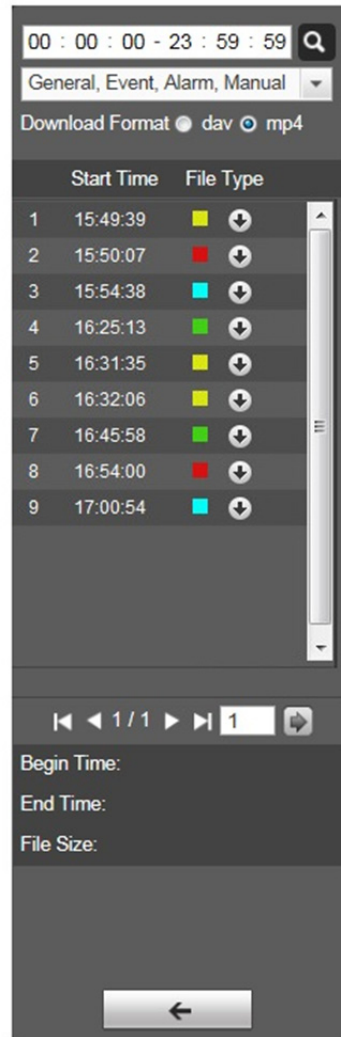 00 : 00 : 00 - 23 : 59 : 59
General, Event, Alarm, Manual
Download Format dav mp4
Start Time File Type
1 15:49:39
2 15:50:07
3 15:54:38
4 16:25:13
5 16:31:35
6 16:32:06
7 16:45:58
8 16:54:00
9 17:00:54
1 / 1 1
Begin Time:
End Time:
File Size: